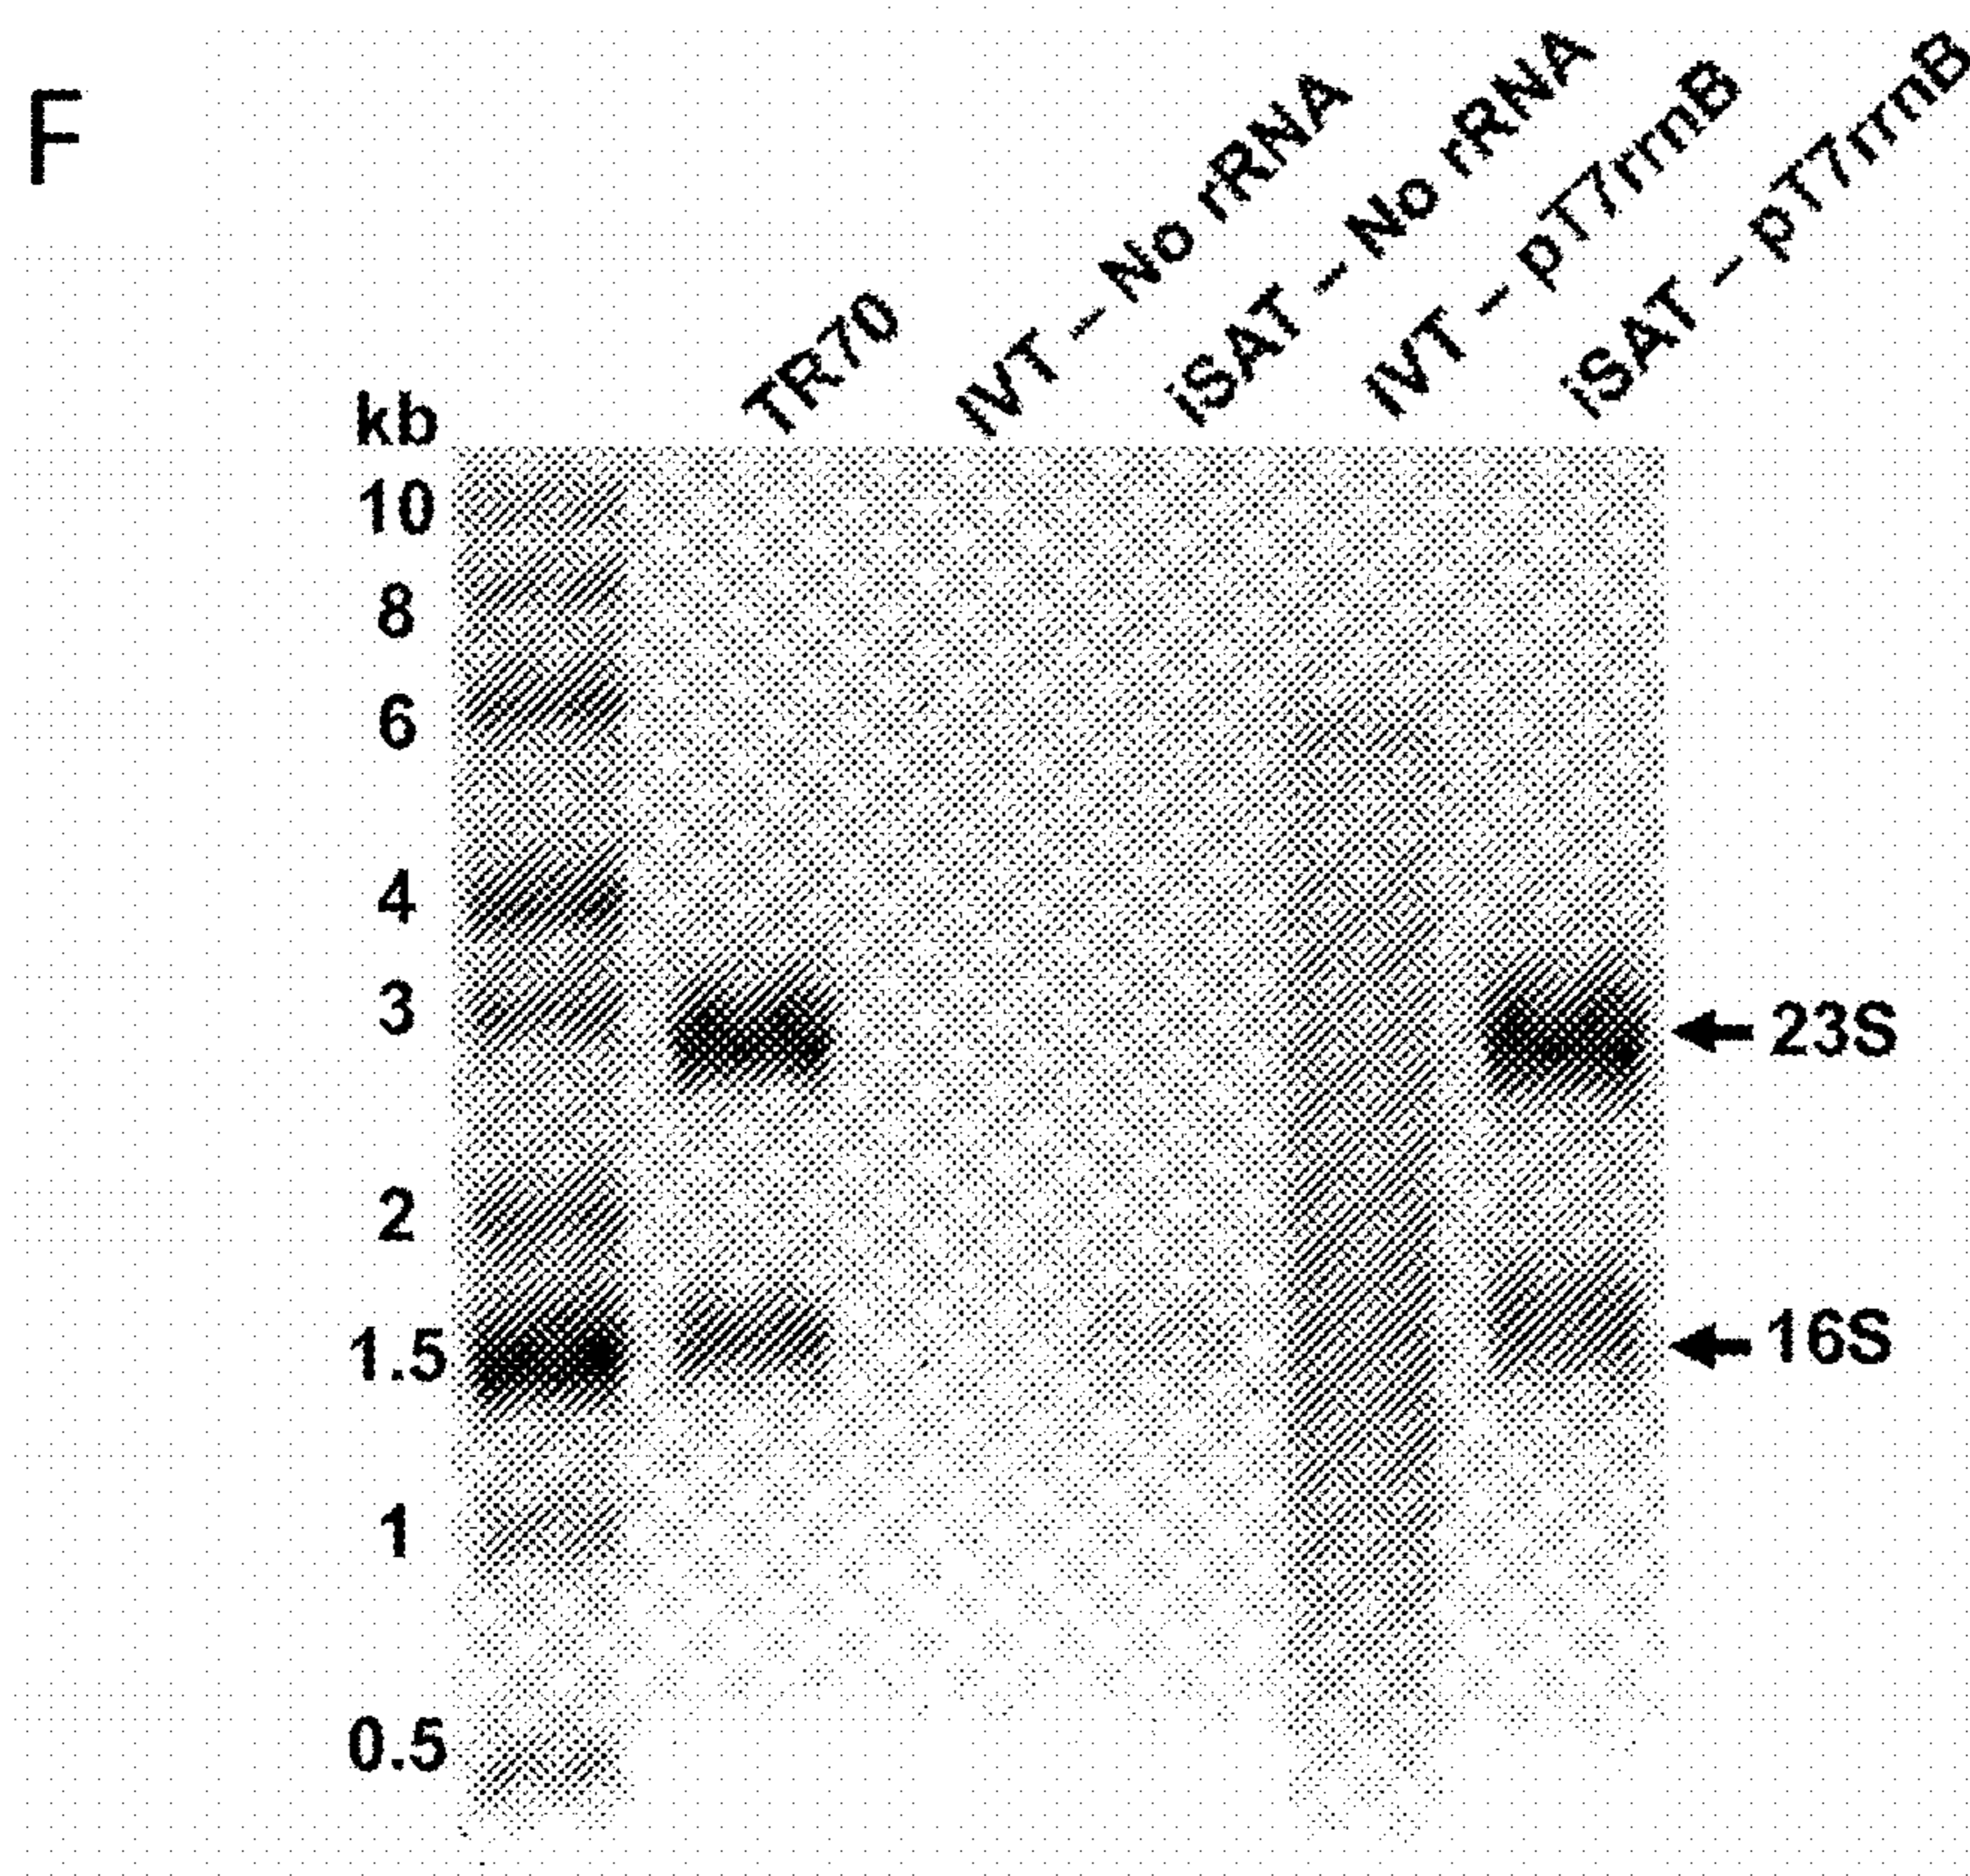 F
TR70
IVT – No rRNA
iSAT – No rRNA
IVT – pT7rrnB
iSAT – pT7rrnB
kb
10
8
6
4
3
23S
2
1.5
16S
1
0.5